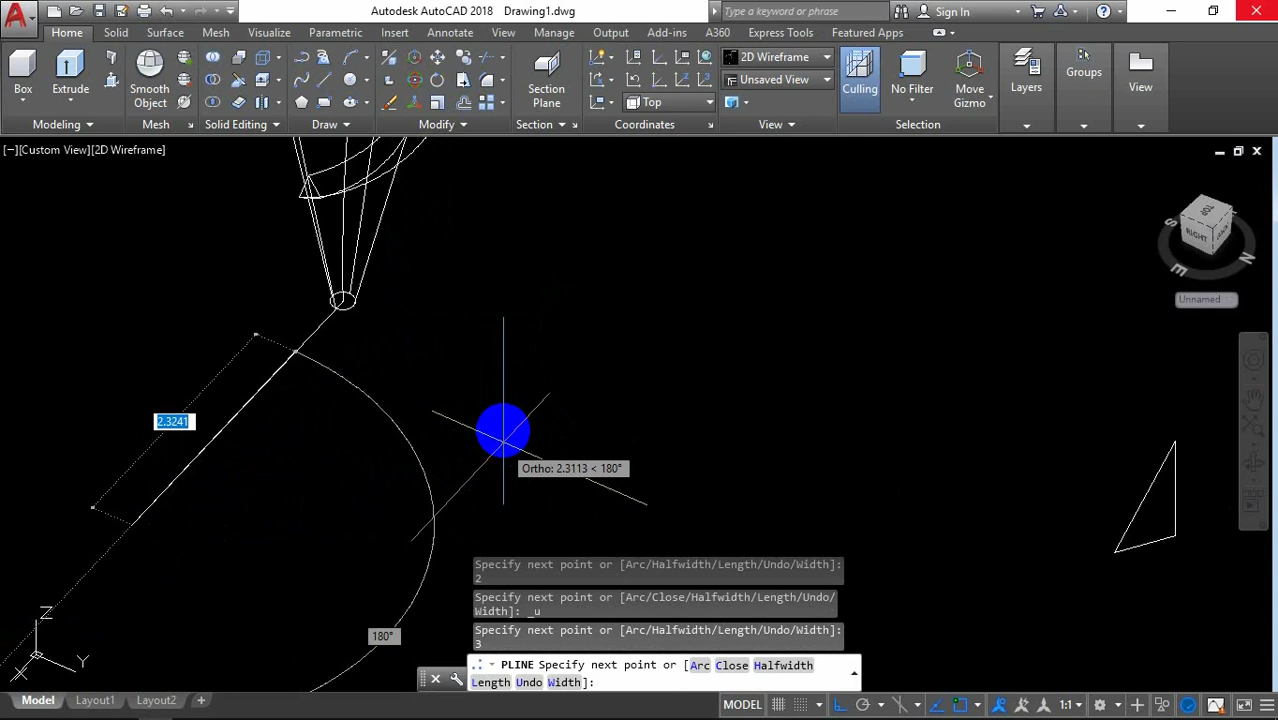 Autodesk AutoCAD 2018 Drawing1.dwg
Type a keyword or phrase
Sign In
Home Solid Surface Mesh Visualize Parametric Insert Annotate View Manage Output Add-ins A360 Express Tools Featured Apps
2D Wireframe
Unsaved View
Top
Box Extrude
Smooth
Object
Section
Plane
Culling No Filter
Move
Gizmo
Layers Groups View
Modeling Mesh Solid Editing Draw Modify Section Coordinates View Selection
[−][Custom View][2D Wireframe]
TOP
RIGHT
S
E
N
Unnamed
2.3241
Ortho: 2.3113 < 180°
180°
Z
Y
X
Specify next point or [Arc/Halfwidth/Length/Undo/Width]:
2
Specify next point or [Arc/Close/Halfwidth/Length/Undo/
Width]: _u
Specify next point or [Arc/Halfwidth/Length/Undo/Width]:
3
PLINE Specify next point or [Arc Close Halfwidth
Length Undo Width]:
Model Layout1 Layout2 +
MODEL
1:1